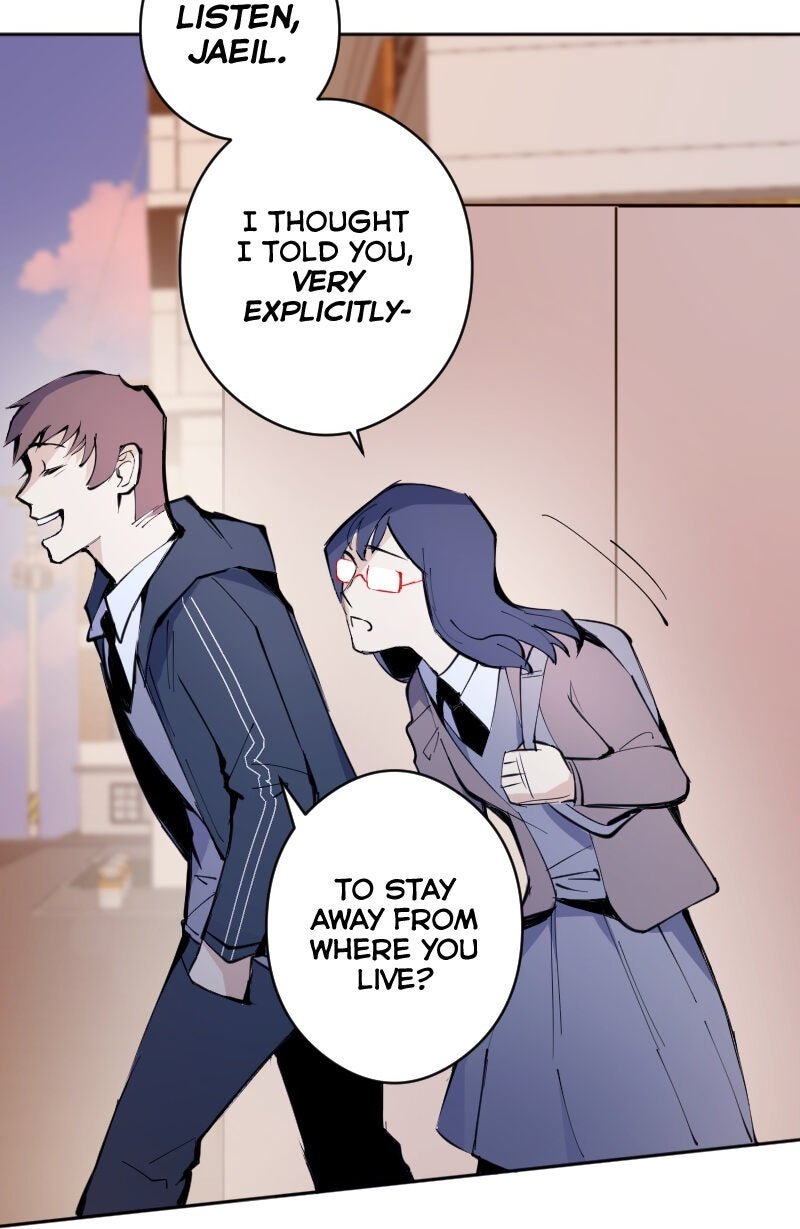 LISTEN,
JAEIL.
I THOUGHT
I TOLD YOU,
VERY
EXPLICITLY-
TO STAY
AWAY FROM
WHERE YOU
LIVE?